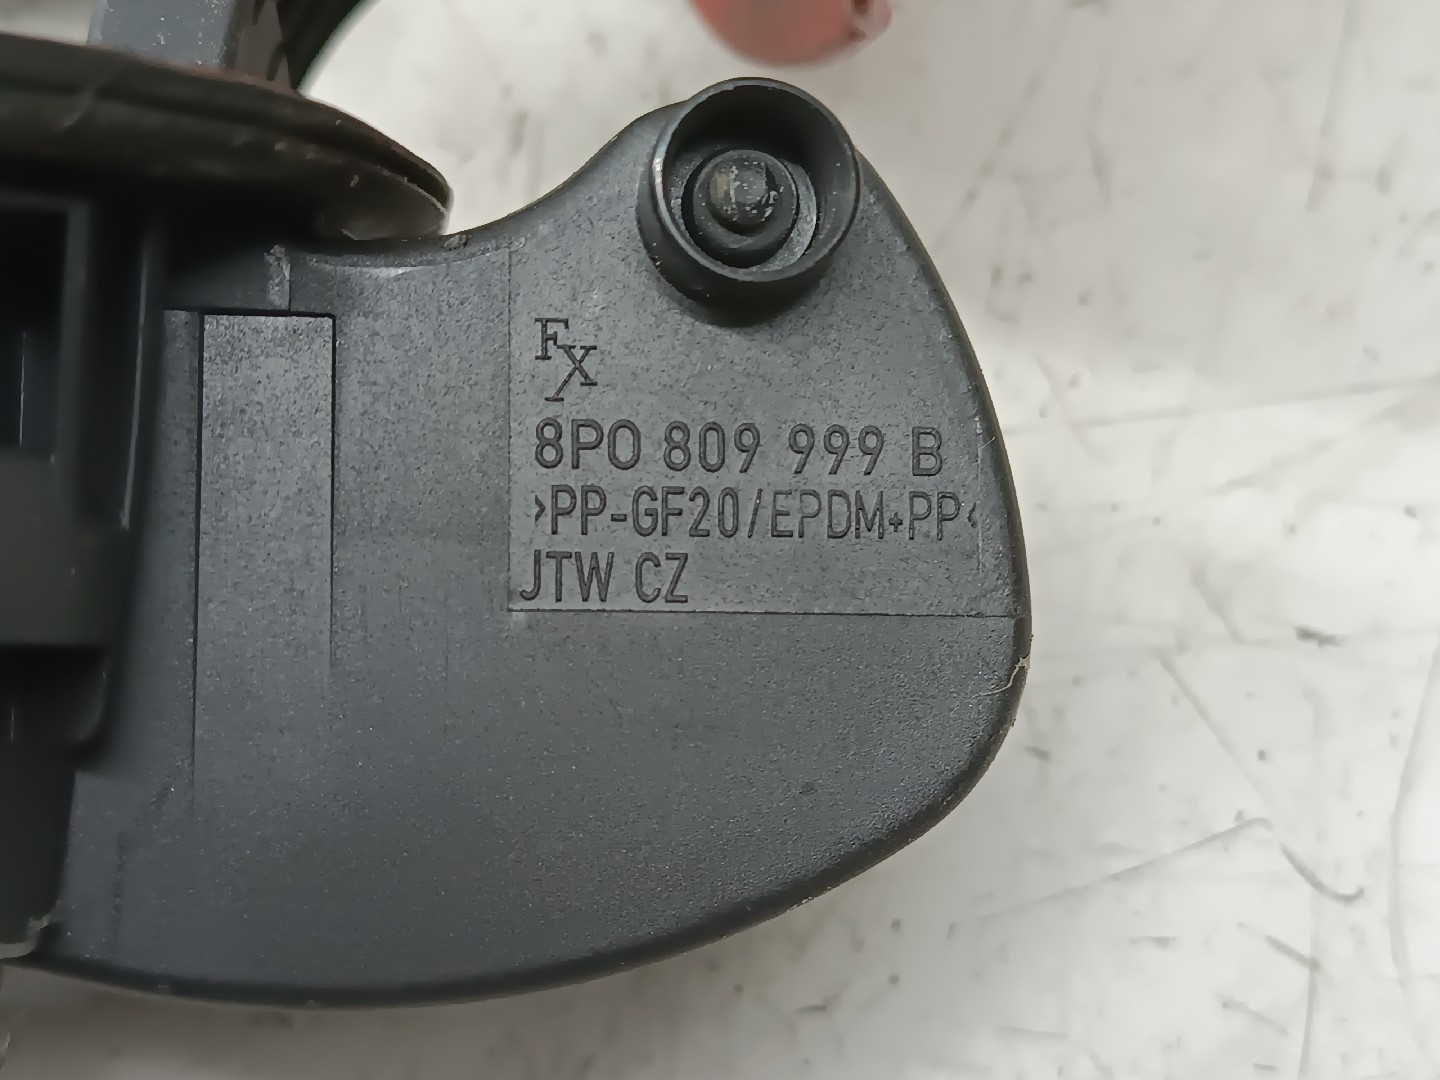 FX
8P0 809 999 B
>PP-GF20/EPDM+PP<
JTW CZ